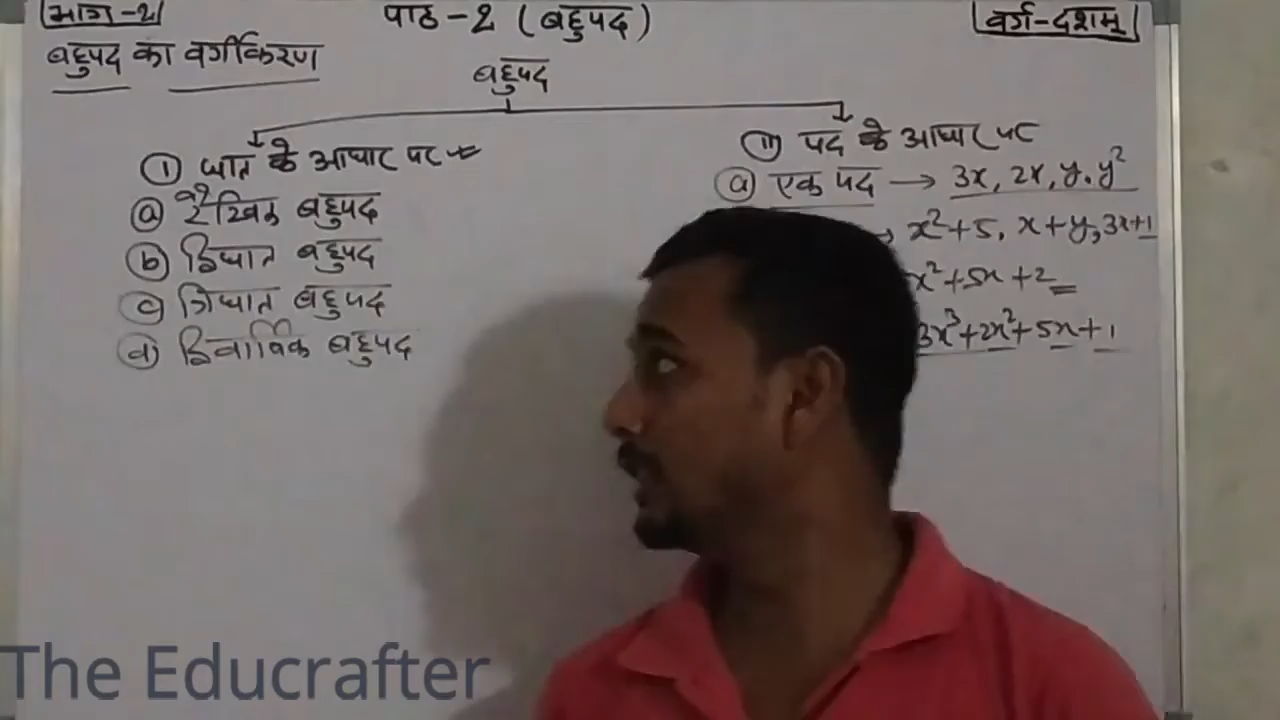 भाग-2
पाठ-2 (बहुपद)
वर्ग-दशम्
बहुपद का वर्गीकरण
बहुपद
① घात के आधार पर
ⓐ रैखिक बहुपद
ⓑ द्विघात बहुपद
ⓒ त्रिघात बहुपद
ⓓ द्विवार्षिक बहुपद
ⅱ पद के आधार पर
ⓐ एक पद → 3x, 2x, y, y²
→ x²+5, x+y, 3x+1
x²+5x+2
3x³+2x²+5x+1
The Educrafter